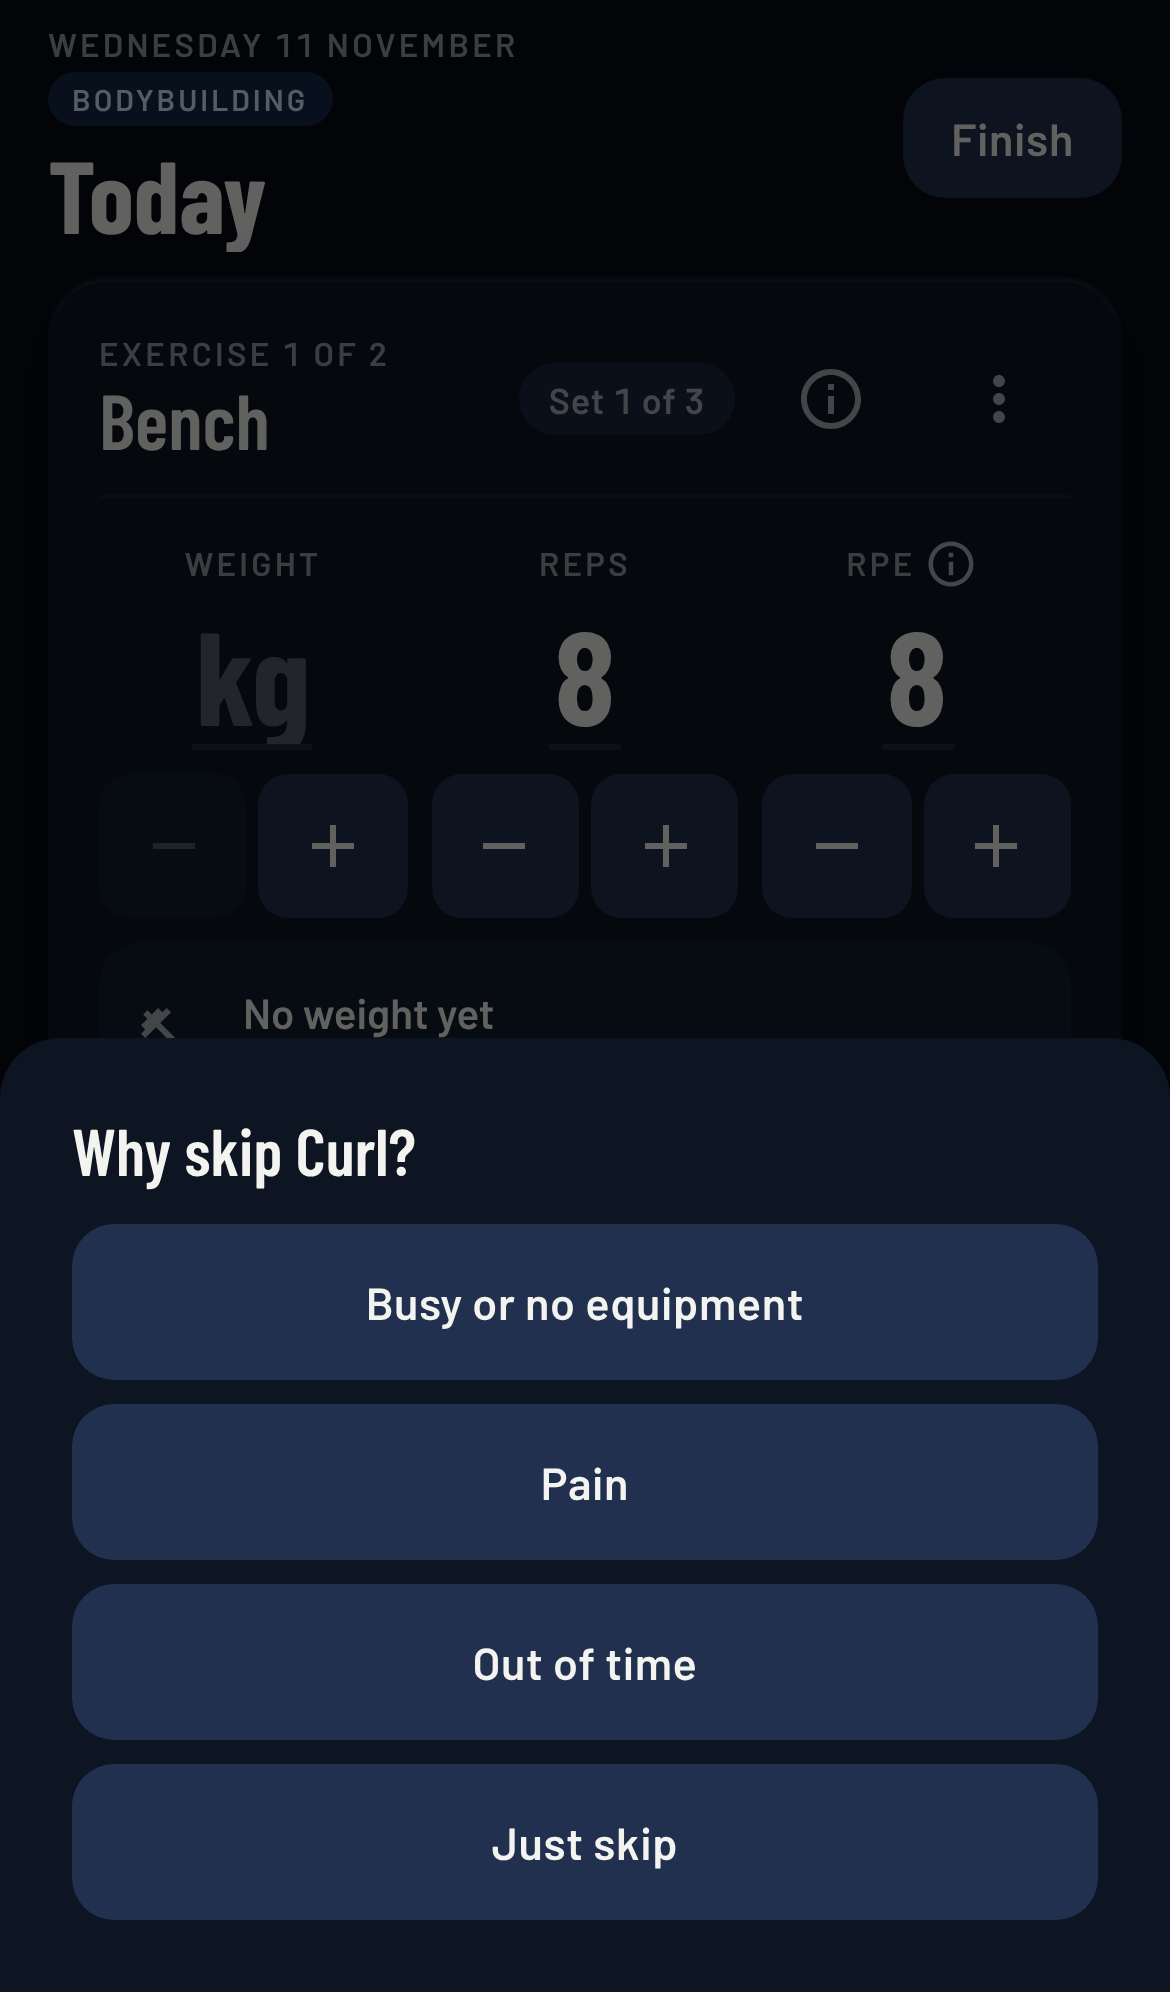 WEDNESDAY 11 NOVEMBER
BODYBUILDING
Finish
Today
EXERCISE 1 OF 2
Bench
Set 1 of 3
WEIGHT
REPS
RPE
kg
8
8
No weight yet
Why skip Curl?
Busy or no equipment
Pain
Out of time
Just skip